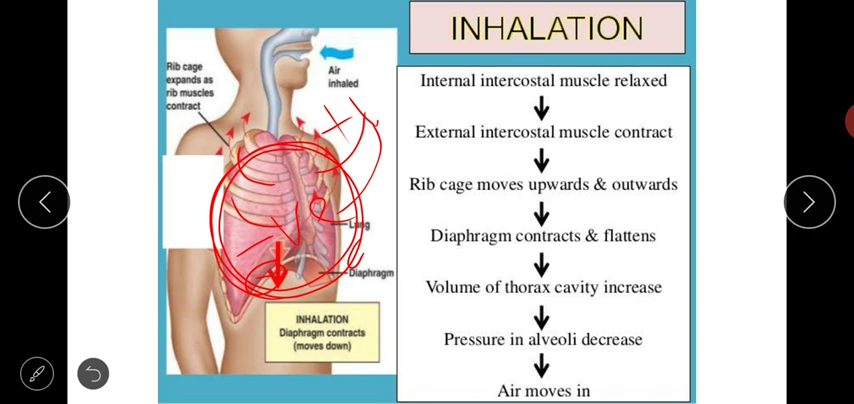 INHALATION
Rib cage
expands as
rib muscles
contract
Air
inhaled
Lung
Diaphragm
INHALATION
Diaphragm contracts
(moves down)
Internal intercostal muscle relaxed
External intercostal muscle contract
Rib cage moves upwards & outwards
Diaphragm contracts & flattens
Volume of thorax cavity increase
Pressure in alveoli decrease
Air moves in